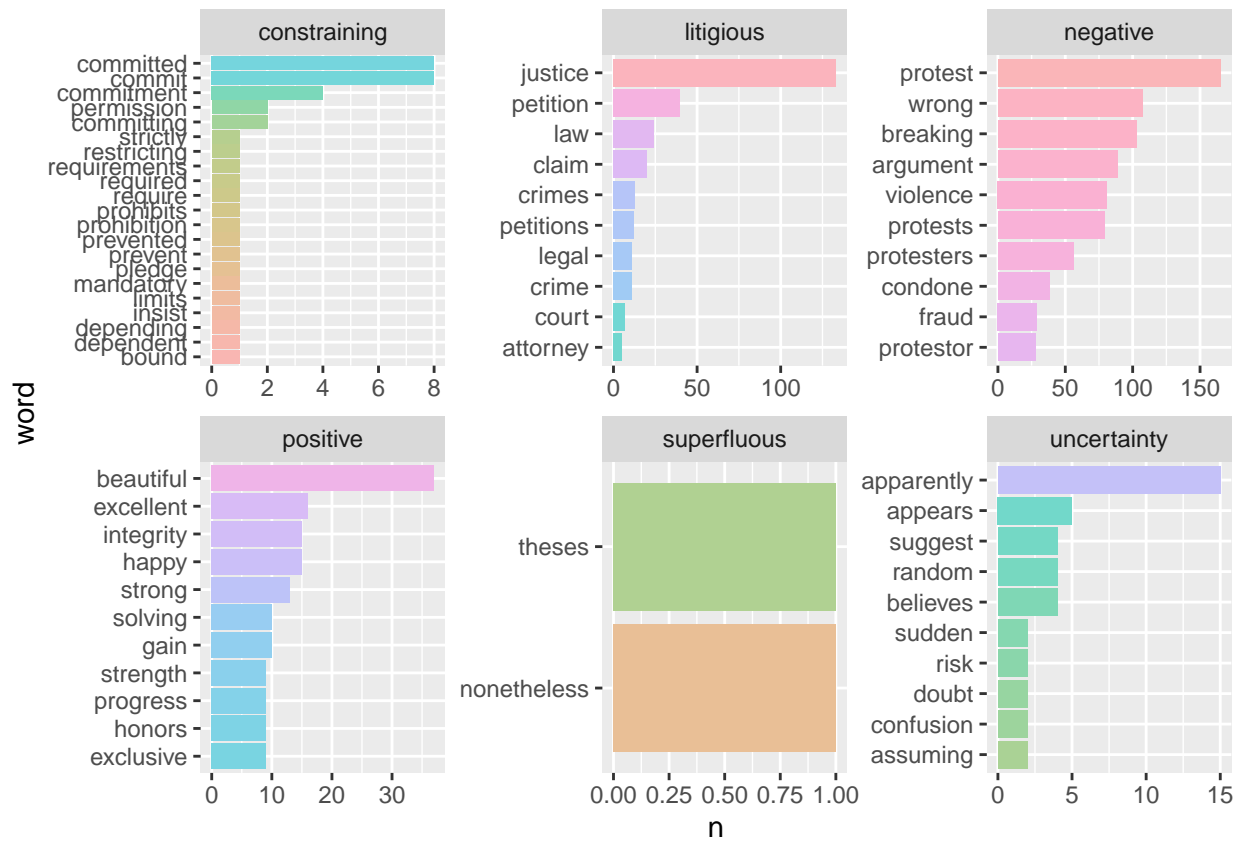 constraining
committed
commit
commitment
permission
committing
strictly
restricting
requirements
required
require
prohibits
prohibition
prevented
prevent
pledge
mandatory
limits
insist
depending
dependent
bound
0 2 4 6 8
litigious
justice
petition
law
claim
crimes
petitions
legal
crime
court
attorney
0 50 100
negative
protest
wrong
breaking
argument
violence
protests
protesters
condone
fraud
protestor
0 50 100 150
word
positive
beautiful
excellent
integrity
happy
strong
solving
gain
strength
progress
honors
exclusive
0 10 20 30
superfluous
theses
nonetheless
0.00 0.25 0.50 0.75 1.00
uncertainty
apparently
appears
suggest
random
believes
sudden
risk
doubt
confusion
assuming
0 5 10 15
n